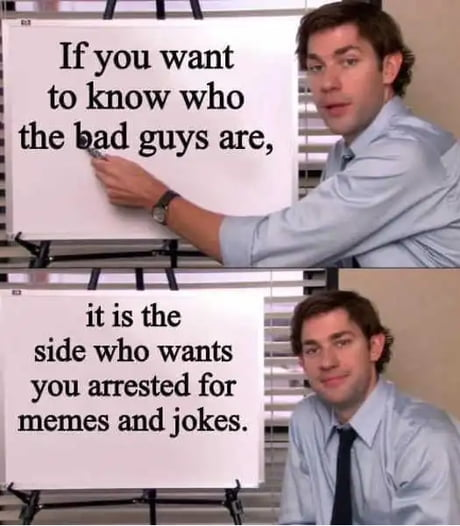 If you want
to know who
the bad guys are,
it is the
side who wants
you arrested for
memes and jokes.